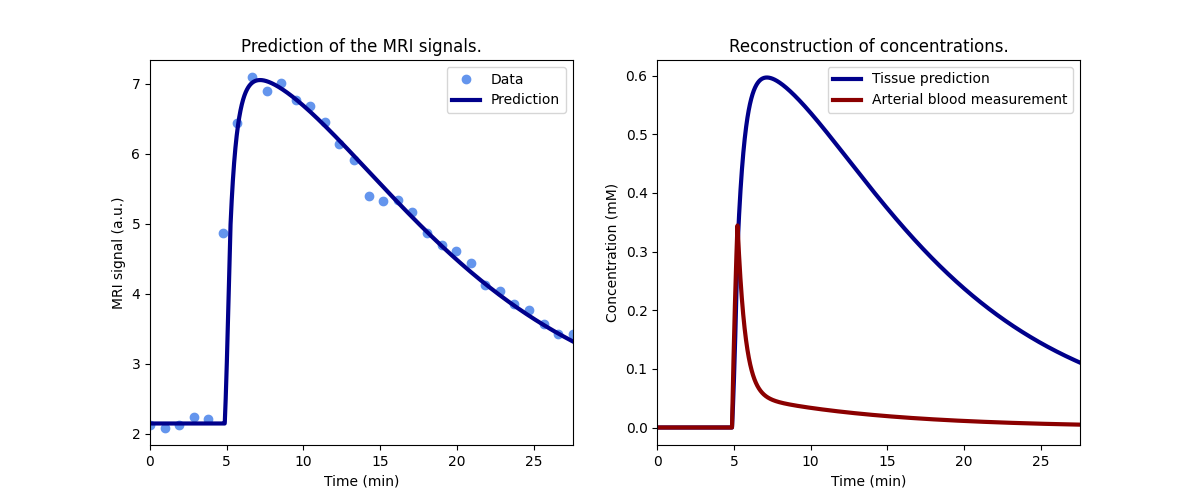 Prediction of the MRI signals.
MRI signal (a.u.)
7
6
5
4
3
2
0
5
10
15
20
25
Time (min)
Data
Prediction
Reconstruction of concentrations.
Concentration (mM)
0.6
0.5
0.4
0.3
0.2
0.1
0.0
0
5
10
15
20
25
Time (min)
Tissue prediction
Arterial blood measurement